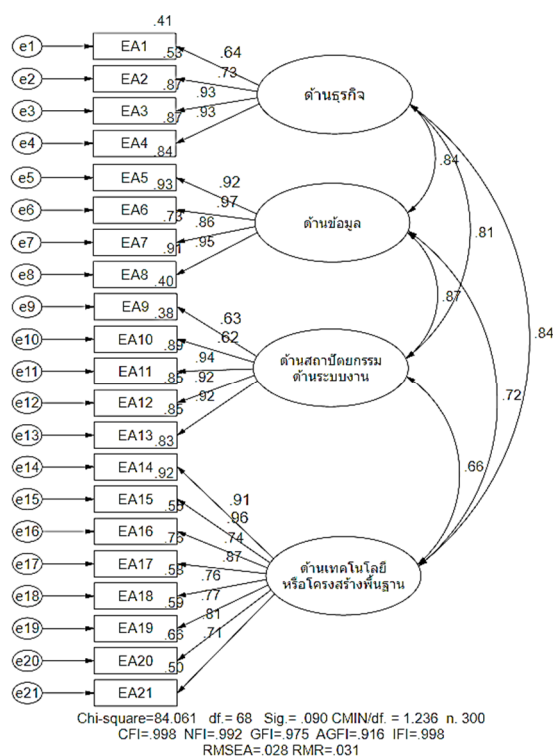 .41
e1 EA1 .53 .64
e2 EA2 .87 .73
e3 EA3 .87 .93
e4 EA4 .84 .93
ด้านธุรกิจ
e5 EA5 .93 .92 .84
e6 EA6 .73 .97
e7 EA7 .91 .86
e8 EA8 .40 .95
ด้านข้อมูล
.81
e9 EA9 .38 .63 .87
e10 EA10 .89 .62 .84
e11 EA11 .85 .94
e12 EA12 .85 .92
e13 EA13 .83 .92
ด้านสถาปัตยกรรม
ด้านระบบงาน
.72
e14 EA14 .92 .66
e15 EA15 .91
e16 EA16 .96
e17 EA17 .74
e18 EA18 .59 .87
e19 EA19 .66 .76
e20 EA20 .50 .77
e21 EA21 .81
.71
ด้านเทคโนโลยี
หรือโครงสร้างพื้นฐาน
Chi-square=84.061 df.= 68 Sig.= .090 CMIN/df. = 1.236 n. 300
CFI=.998 NFI=.992 GFI=.975 AGFI=.916 IFI=.998
RMSEA=.028 RMR=.031